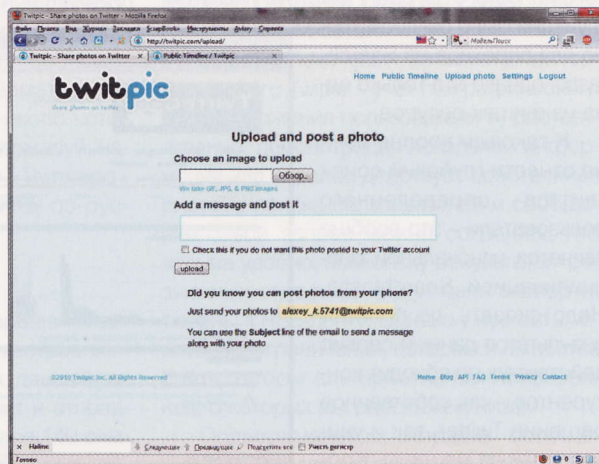 Twitpic - Share photos on Twitter - Mozilla Firefox
Файл Правка Вид Журнал Закладки ScrapBook+ Инструменты Aviary Справка
http://twitpic.com/upload/
Twitpic - Share photos on Twitter
Public Timeline / Twitpic
twitpic
Share photos on twitter
Home Public Timeline Upload photo Settings Logout
Upload and post a photo
Choose an image to upload
Обзор...
We take GIF, JPG, & PNG images
Add a message and post it
Check this if you do not want this photo posted to your Twitter account
upload
Did you know you can post photos from your phone?
Just send your photos to alexey_k.5741@twitpic.com
You can use the Subject line of the email to send a message
along with your photo
©2010 Twitpic Inc, All Rights Reserved
Home Blog API FAQ Terms Privacy Contact
× Найти: Следующее Предыдущее Подсветить все Учесть регистр
Готово